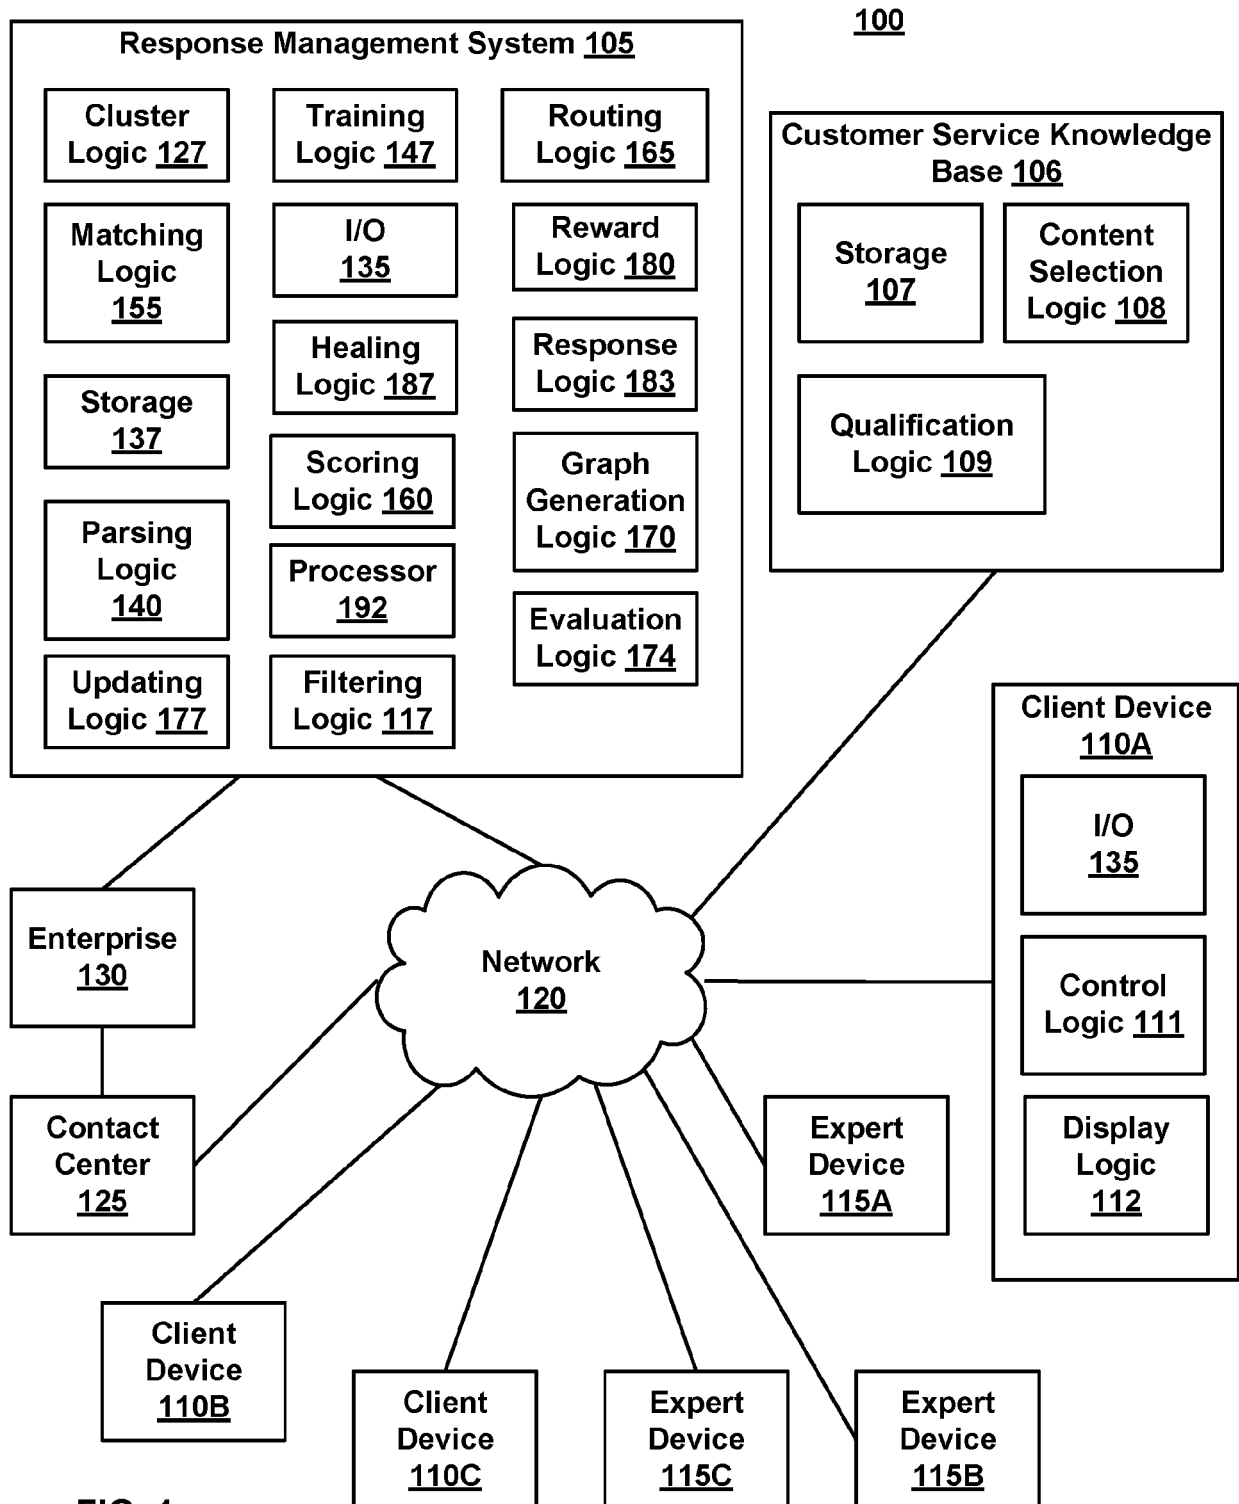 100
Response Management System 105
Cluster
Logic 127
Training
Logic 147
Routing
Logic 165
Matching
Logic
155
I/O
135
Reward
Logic 180
Storage
137
Healing
Logic 187
Response
Logic 183
Parsing
Logic
140
Scoring
Logic 160
Graph
Generation
Logic 170
Processor
192
Evaluation
Logic 174
Updating
Logic 177
Filtering
Logic 117
Customer Service Knowledge
Base 106
Storage
107
Content
Selection
Logic 108
Qualification
Logic 109
Client Device
110A
I/O
135
Control
Logic 111
Display
Logic
112
Enterprise
130
Network
120
Contact
Center
125
Expert
Device
115A
Client
Device
110B
Client
Device
110C
Expert
Device
115C
Expert
Device
115B